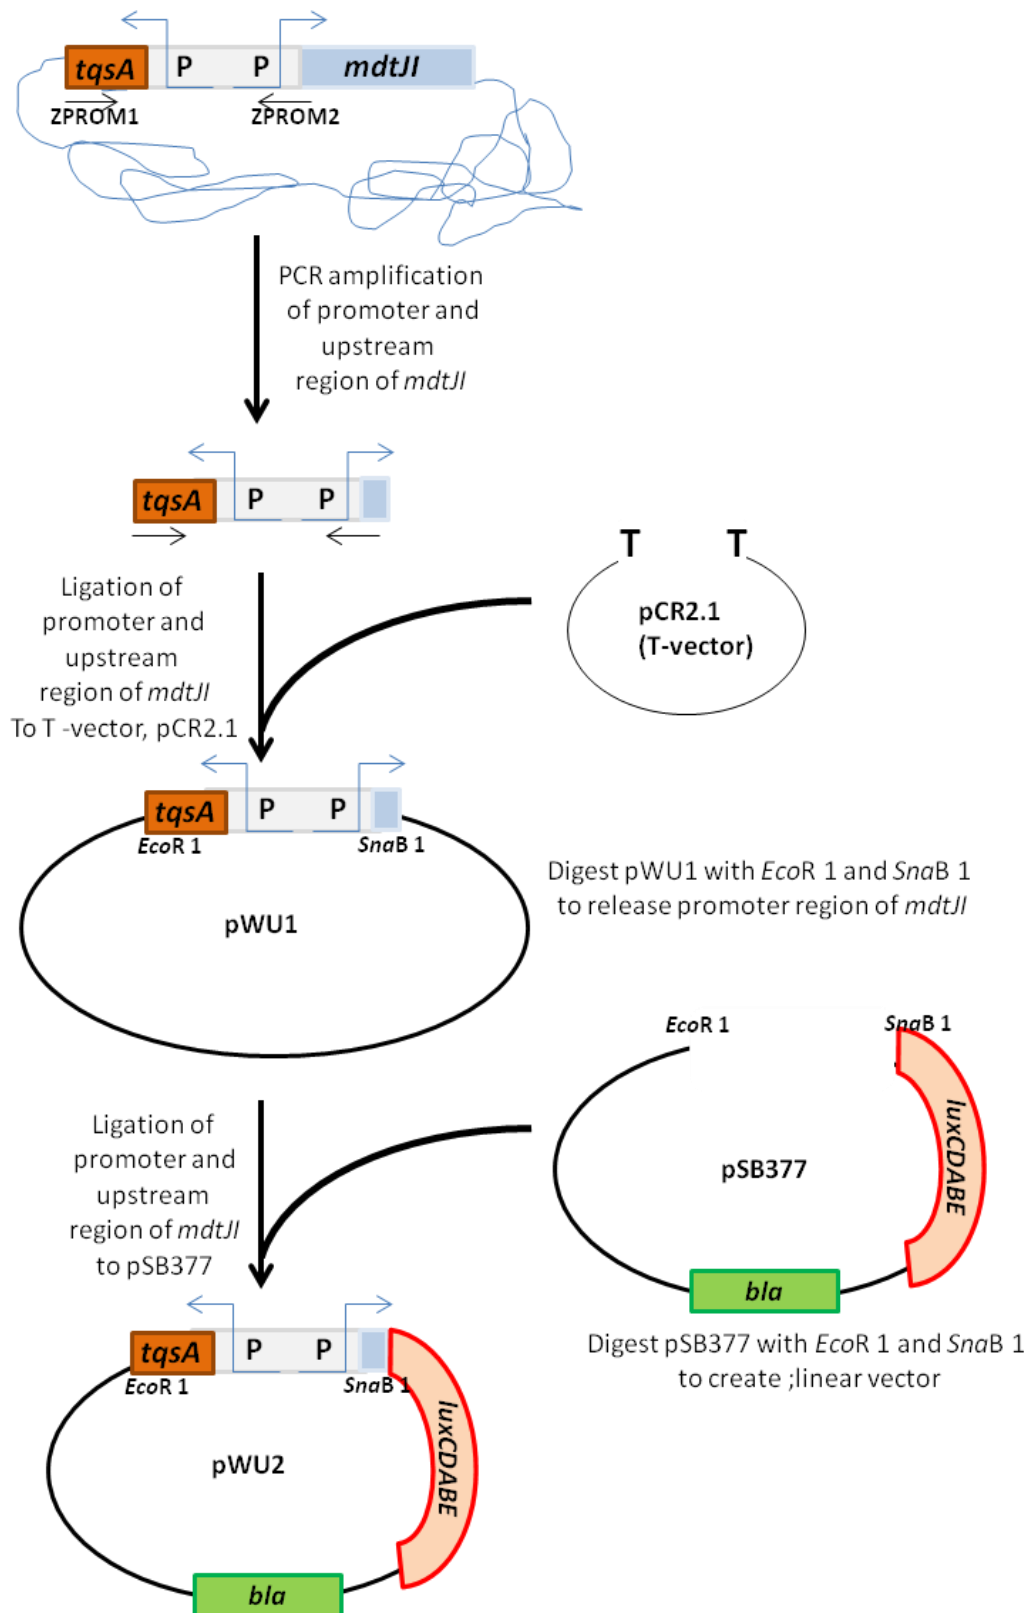 tqsA
P
P
mdtJI
ZPROM1
ZPROM2
PCR amplification
of promoter and
upstream
region of mdtJI
tqsA
P
P
Ligation of
promoter and
upstream
region of mdtJI
To T -vector, pCR2.1
T
T
pCR2.1
(T-vector)
tqsA
P
P
EcoR 1
SnaB 1
pWU1
Digest pWU1 with EcoR 1 and SnaB 1
to release promoter region of mdtJI
EcoR 1
SnaB 1
luxCDABE
pSB377
bla
Digest pSB377 with EcoR 1 and SnaB 1
to create ;linear vector
Ligation of
promoter and
upstream
region of mdtJI
to pSB377
tqsA
P
P
EcoR 1
SnaB 1
luxCDABE
pWU2
bla